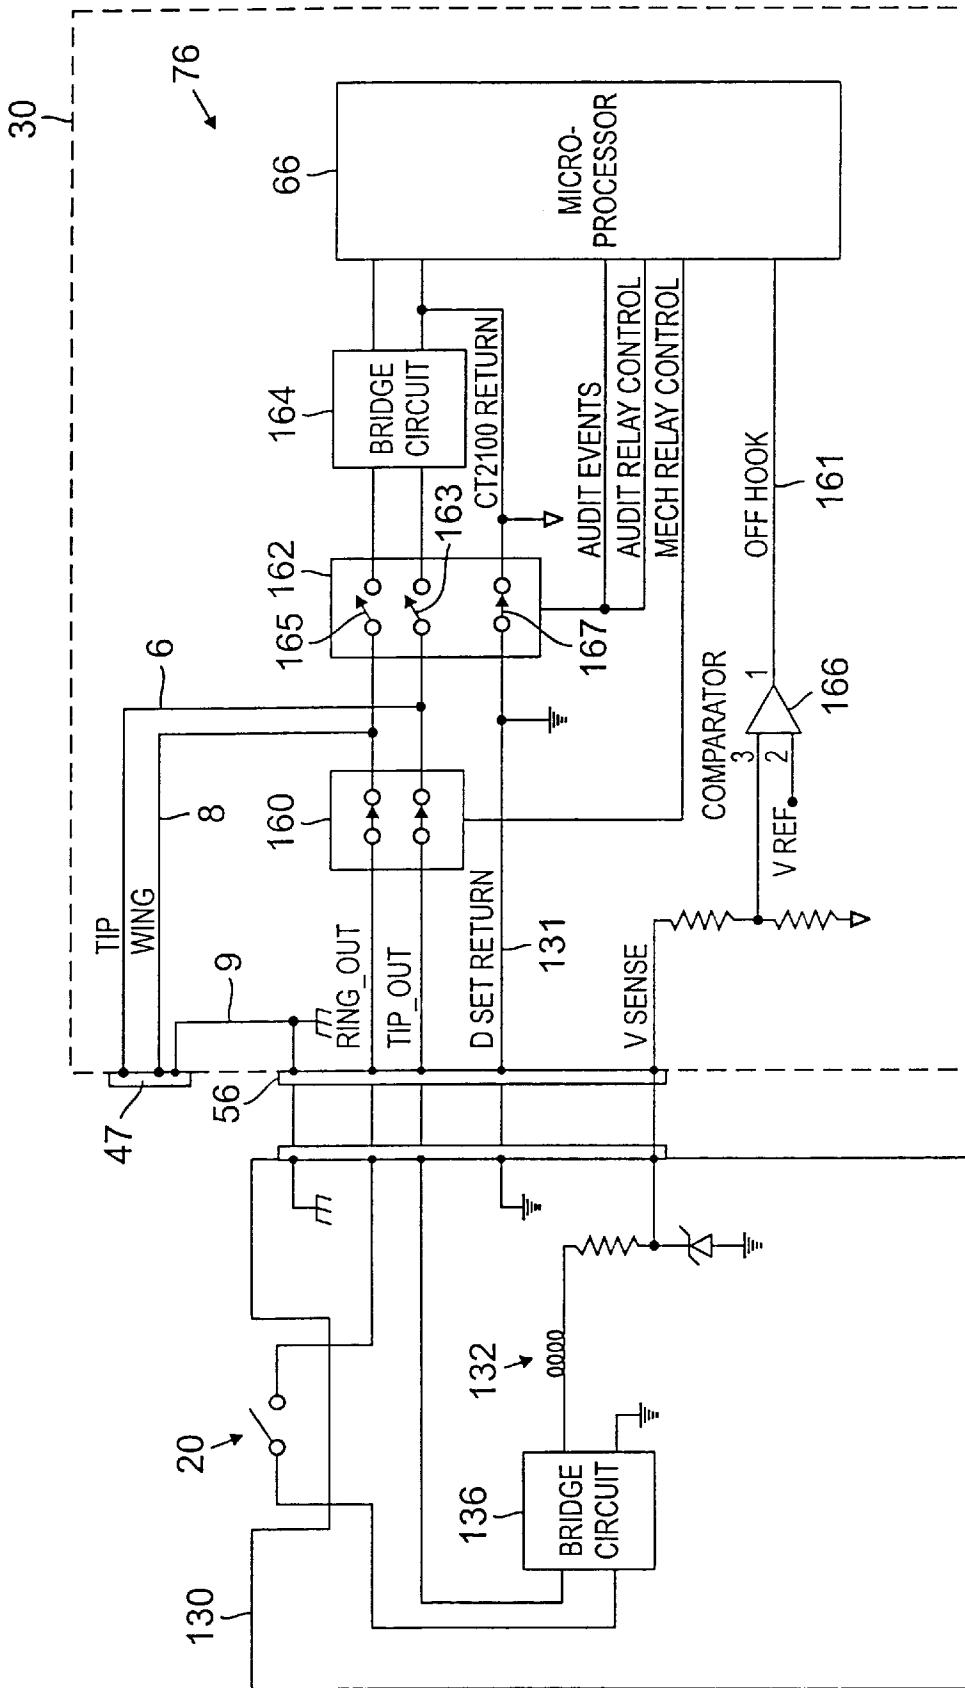 30
76
66
MICRO-
PROCESSOR
164
BRIDGE
CIRCUIT
CT2100 RETURN
162
165
163
167
AUDIT EVENTS
AUDIT RELAY CONTROL
MECH RELAY CONTROL
OFF HOOK
161
6
8
TIP
WING
9
47
56
160
RING_OUT
TIP_OUT
D SET RETURN
131
V SENSE
COMPARATOR
3
2
1
V REF
166
20
130
132
136
BRIDGE
CIRCUIT